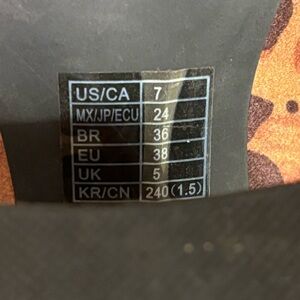 US/CA 7
MX/JP/ECU 24
BR 36
EU 38
UK 5
KR/CN 240(1.5)